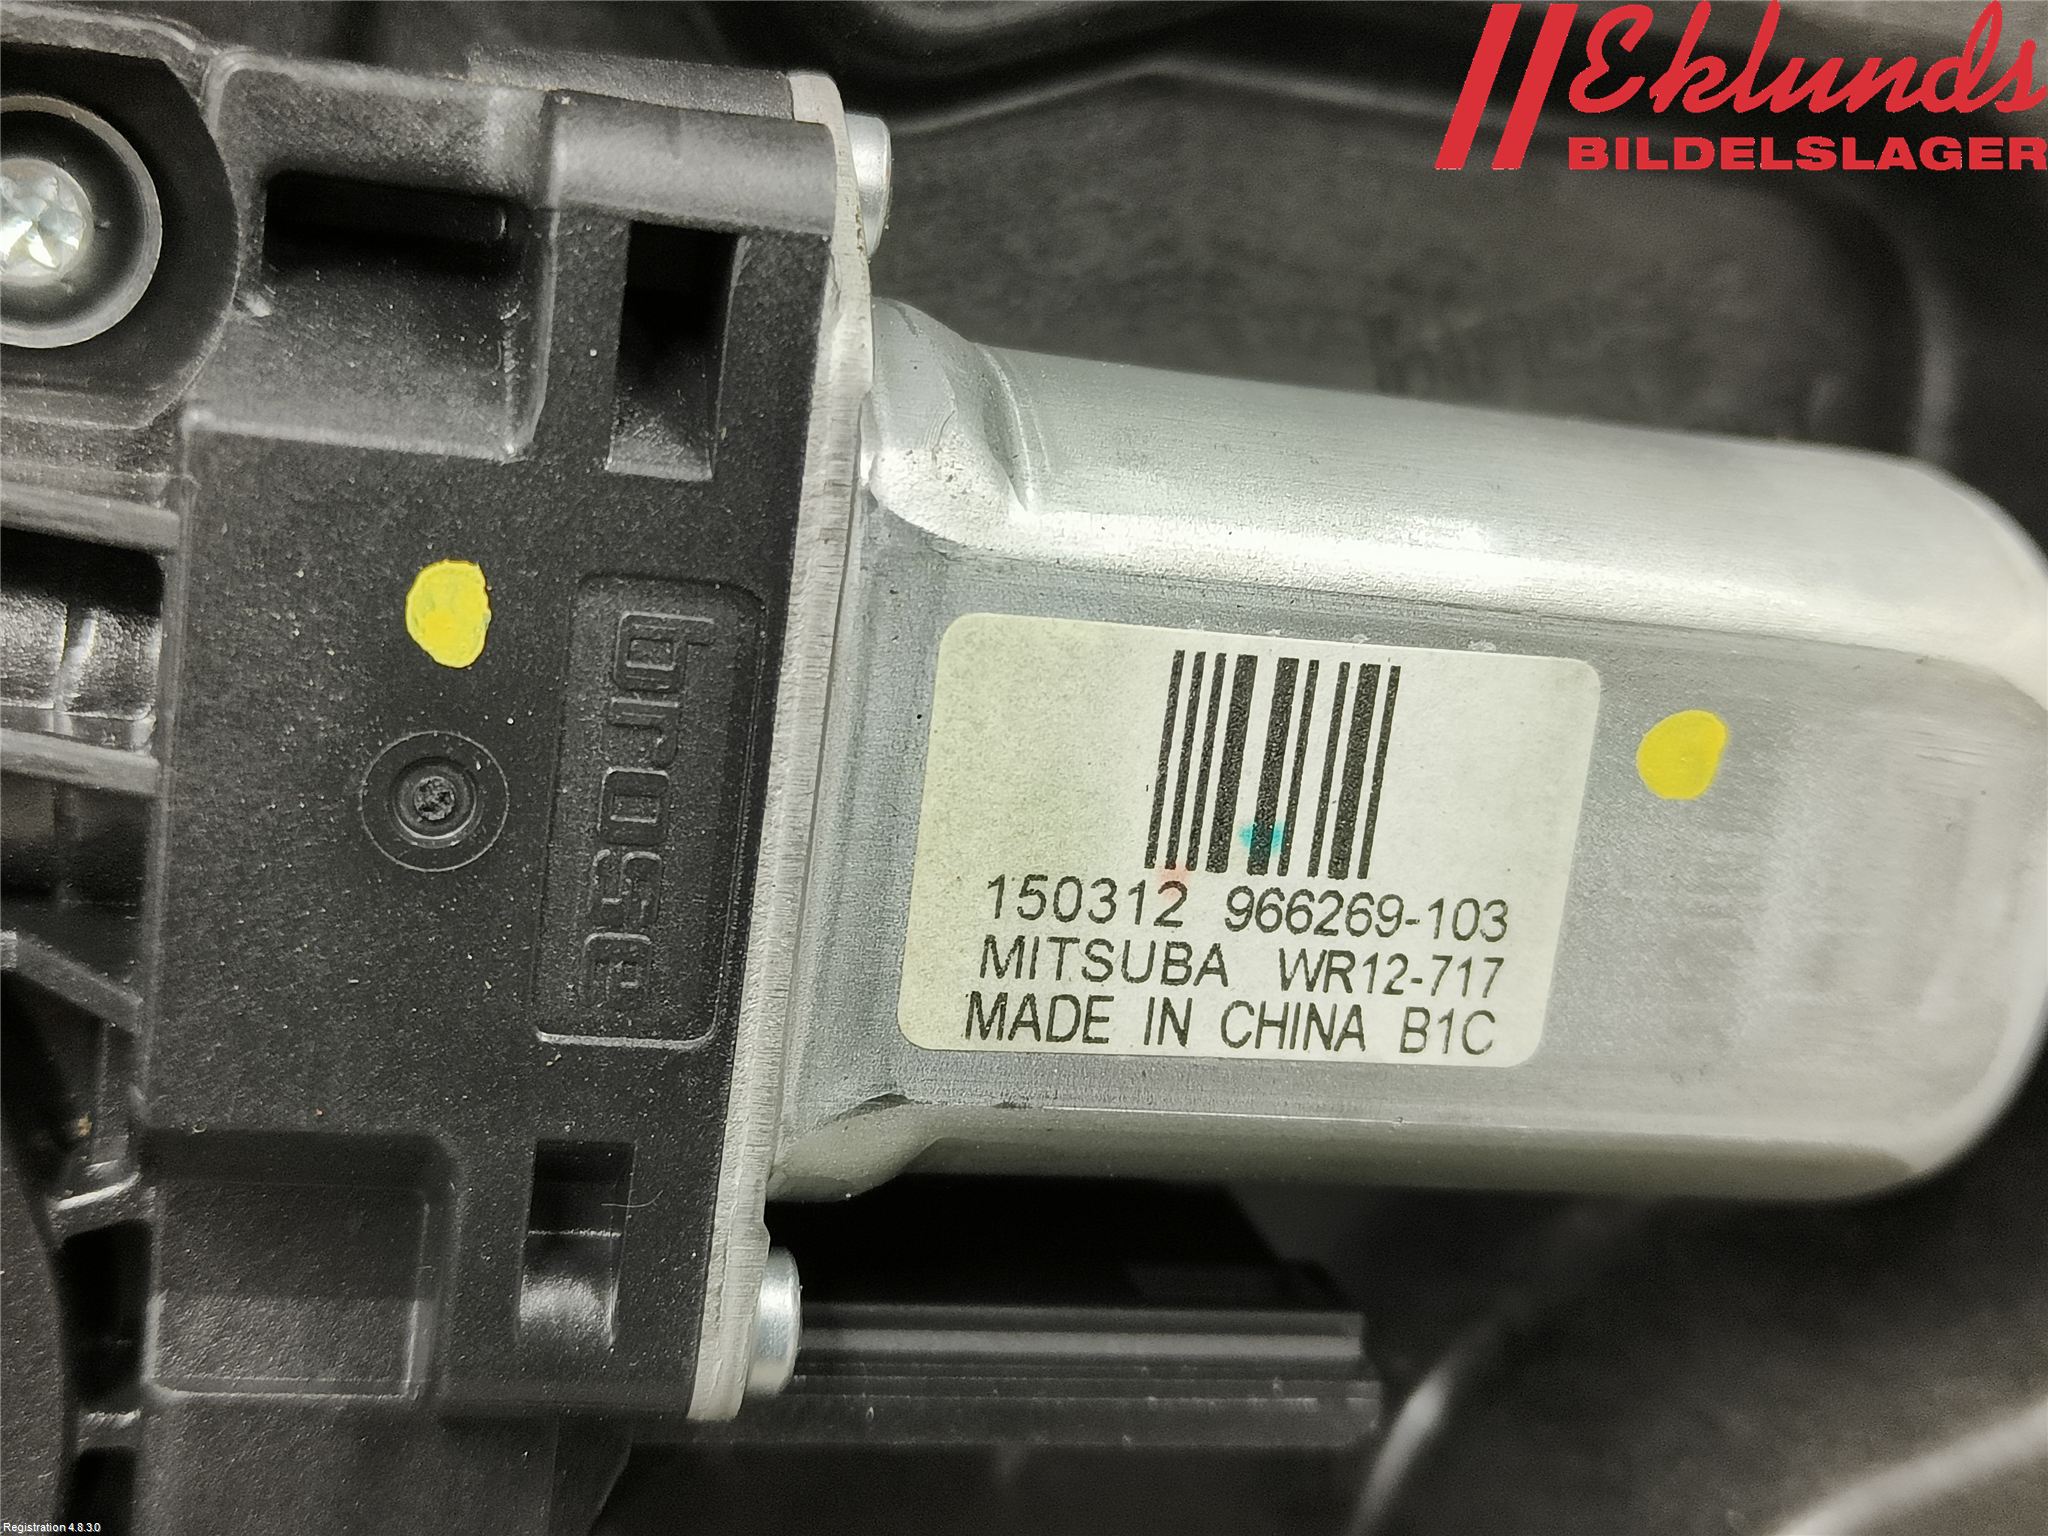 Eklunds
BILDELSLAGER
brose
150312 966269-103
MITSUBA WR12-717
MADE IN CHINA B1C
Registration 4.8.3.0